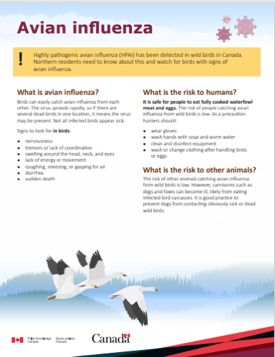 Avian influenza
! Highly pathogenic avian influenza (HPAI) has been detected in wild birds in Canada.
Northern residents need to know about this and watch for birds with signs of
avian influenza.
What is avian influenza?
Birds can easily catch avian influenza from each
other. The virus spreads rapidly, so if there are
several dead birds in one location, it means the virus
may be present. Not all infected birds appear sick.
Signs to look for in birds:
nervousness
tremors or lack of coordination
swelling around the head, neck, and eyes
lack of energy or movement
coughing, sneezing, or gasping for air
diarrhea
sudden death
What is the risk to humans?
It is safe for people to eat fully cooked waterfowl
meat and eggs. The risk of people catching avian
influenza from wild birds is low. As a precaution
hunters should:
wear gloves
wash hands with soap and warm water
clean and disinfect equipment
wash or change clothing after handling birds
or eggs
What is the risk to other animals?
The risk of other animals catching avian influenza
from wild birds is low. However, carnivores such as
dogs and foxes can become ill, likely from eating
infected bird carcasses. It is good practice to
prevent dogs from contacting obviously sick or dead
wild birds.
Polar Knowledge Canada
Savoir polaire Canada
Canada